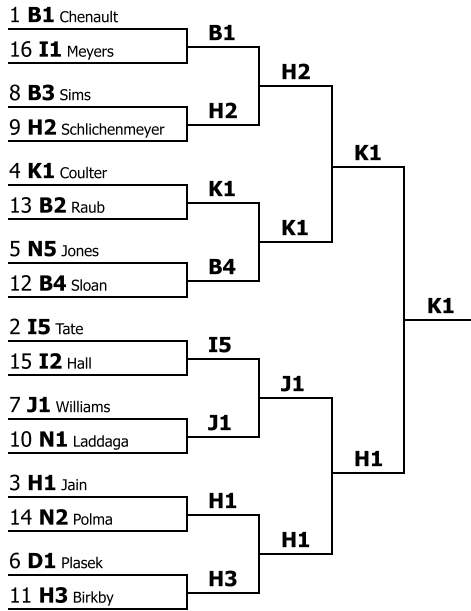 1 B1 Chenault
B1
16 I1 Meyers
H2
8 B3 Sims
H2
9 H2 Schlichenmeyer
K1
4 K1 Coulter
K1
13 B2 Raub
K1
5 N5 Jones
B4
12 B4 Sloan
K1
2 I5 Tate
I5
15 I2 Hall
J1
7 J1 Williams
J1
10 N1 Laddaga
H1
3 H1 Jain
H1
14 N2 Polma
H1
6 D1 Plasek
H3
11 H3 Birkby